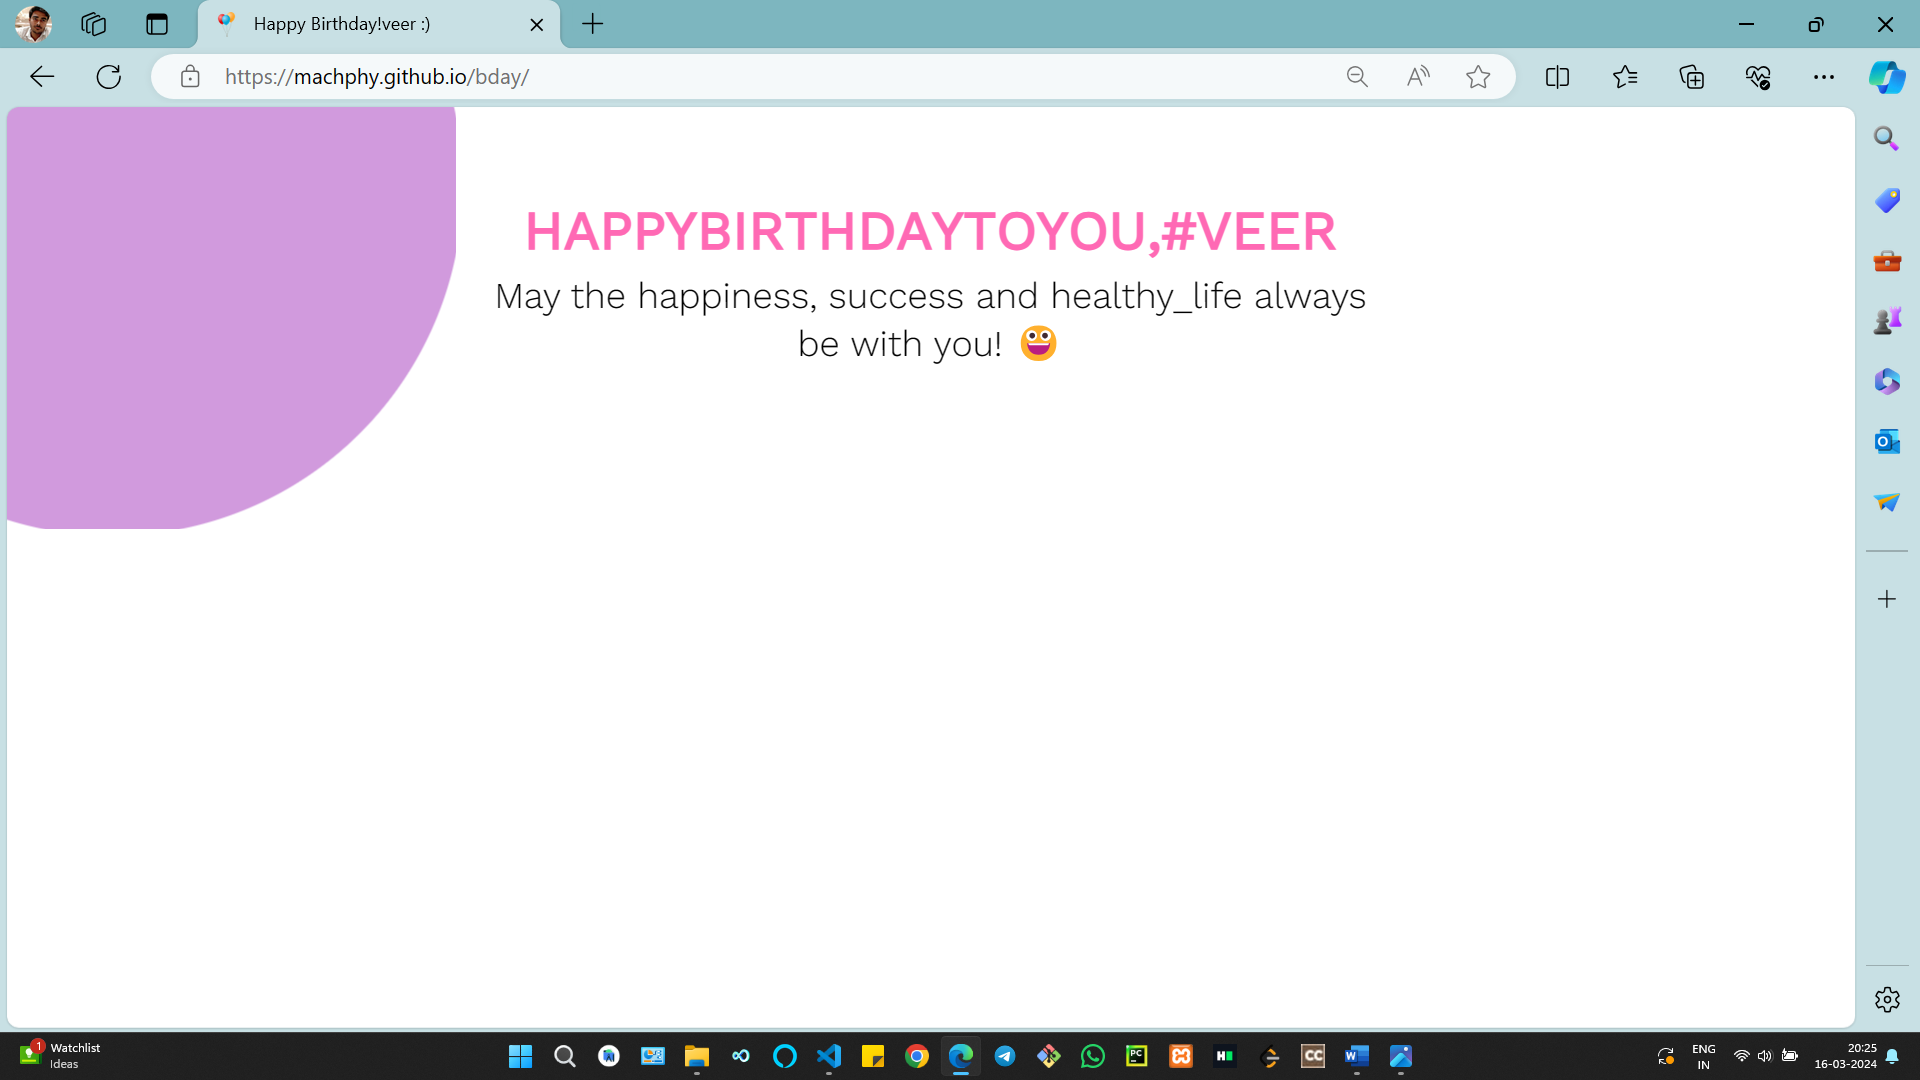 Happy Birthday!veer :)
https://machphy.github.io/bday/
HAPPYBIRTHDAYTOYOU,#VEER
May the happiness, success and healthy_life always
be with you! 😀
1
Watchlist
Ideas
ENG
IN
20:25
16-03-2024